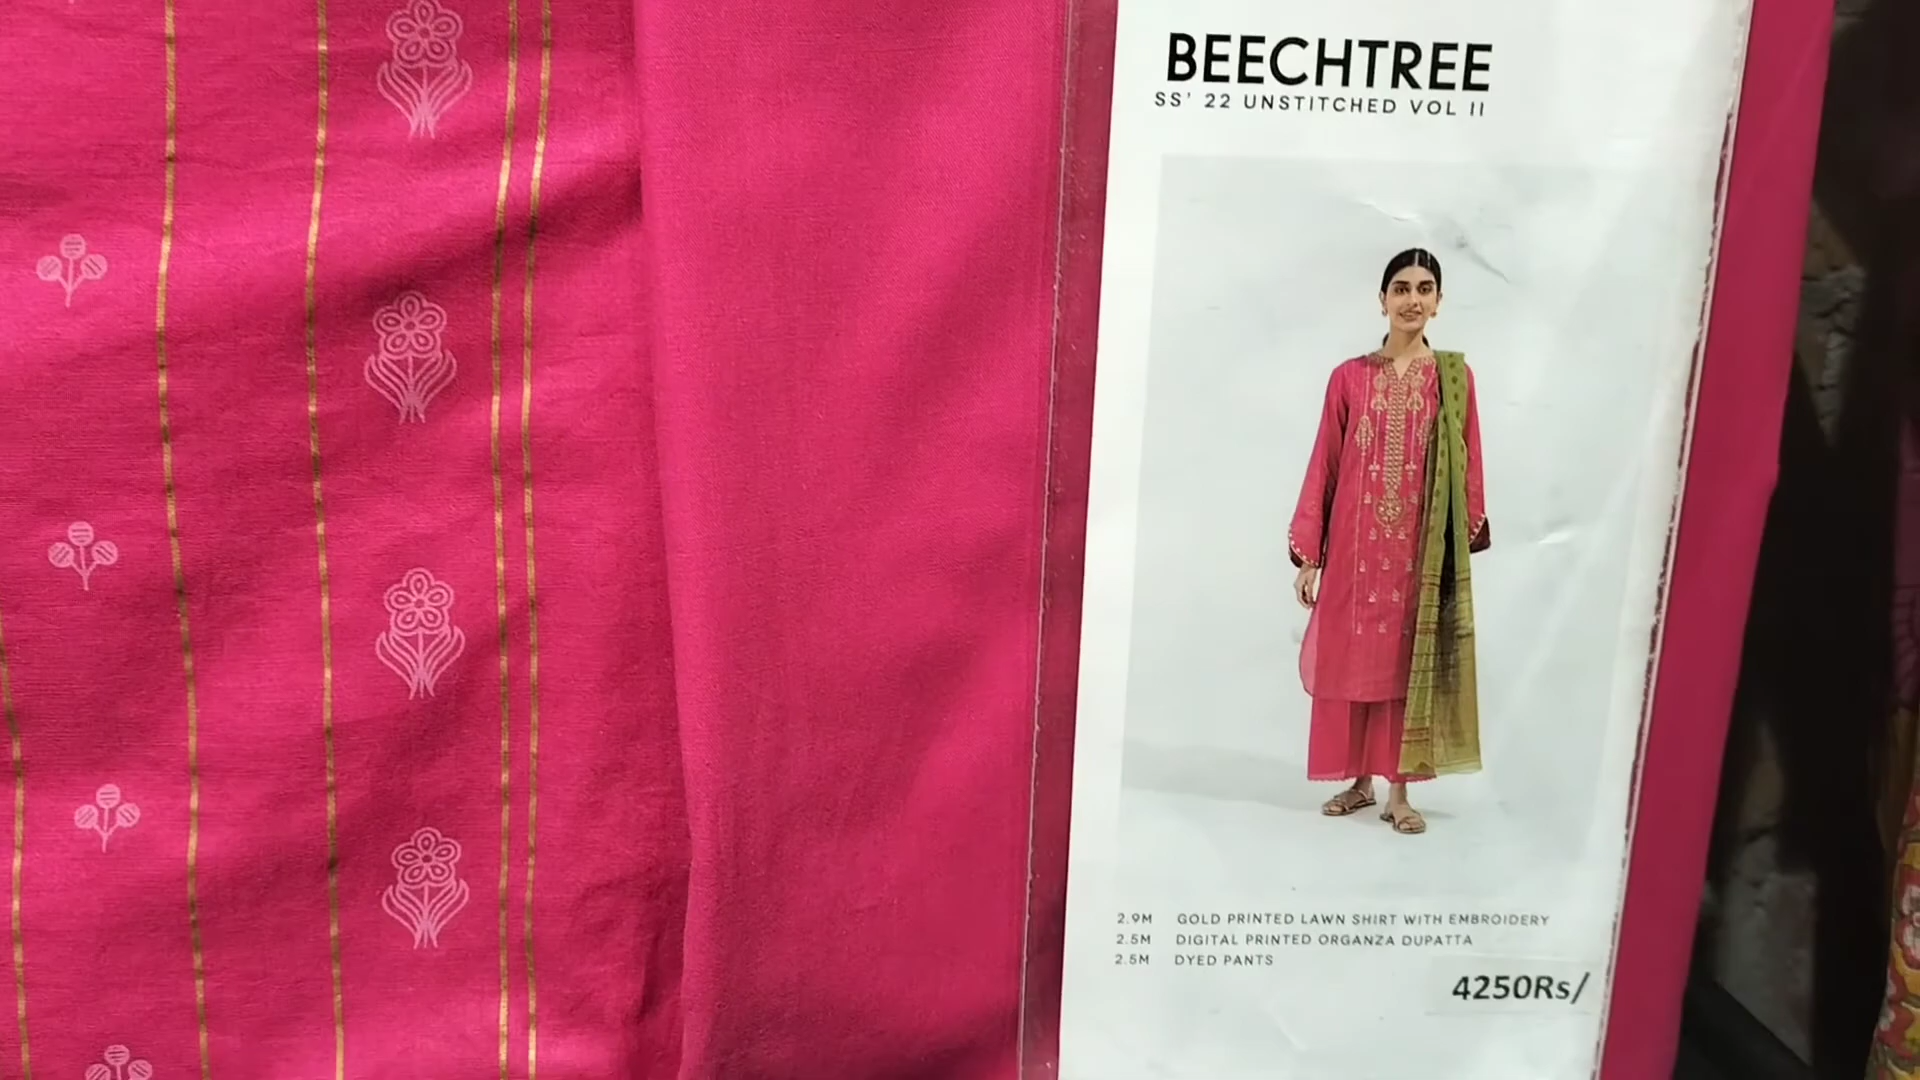 BEECHTREE
SS' 22 UNSTITCHED VOL II
2.9M GOLD PRINTED LAWN SHIRT WITH EMBROIDERY
2.5M DIGITAL PRINTED ORGANZA DUPATTA
2.5M DYED PANTS
4250Rs/